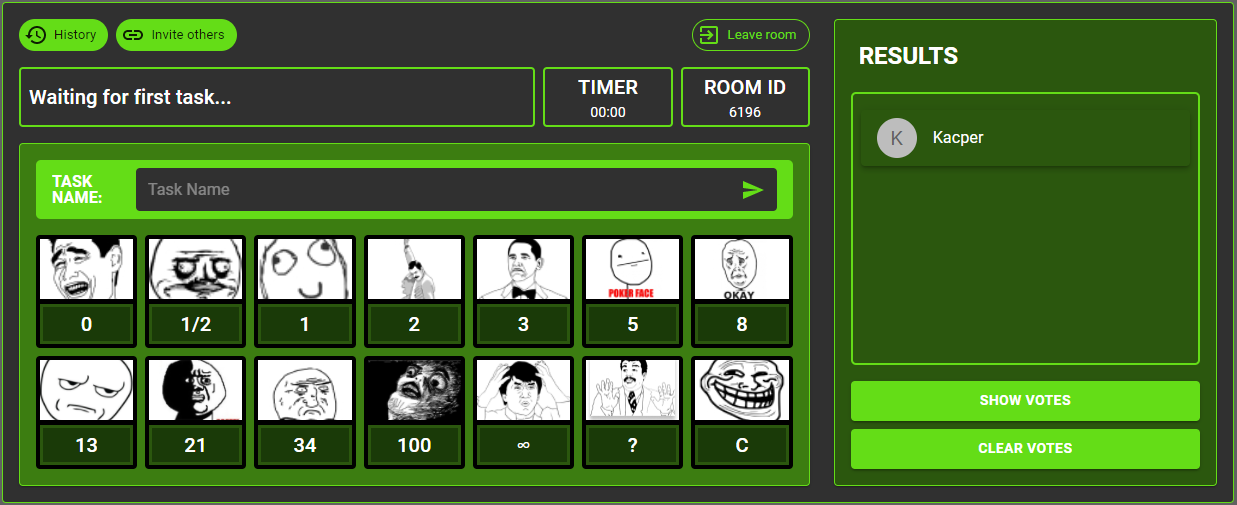 History
Invite others
Leave room
Waiting for first task...
TIMER
00:00
ROOM ID
6196
TASK
NAME:
Task Name
POKER FACE
OKAY
0
1/2
1
2
3
5
8
13
21
34
100
∞
?
C
RESULTS
K
Kacper
SHOW VOTES
CLEAR VOTES